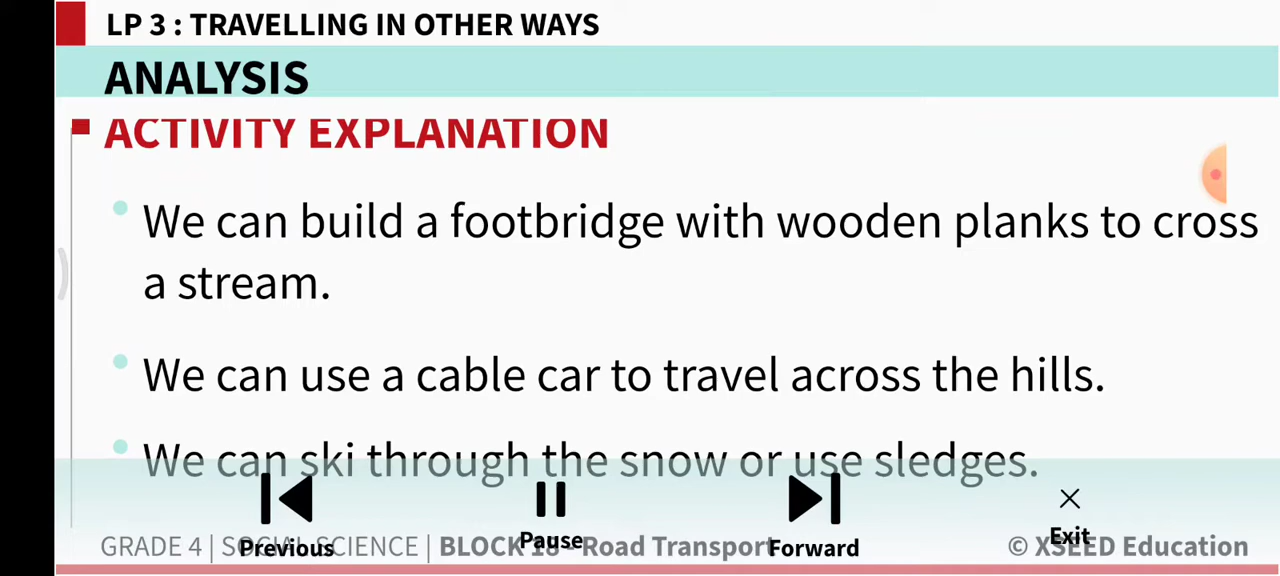 LP 3 : TRAVELLING IN OTHER WAYS
ANALYSIS
ACTIVITY EXPLANATION
We can build a footbridge with wooden planks to cross
a stream.
We can use a cable car to travel across the hills.
We can ski through the snow or use sledges.
Previous
Pause
Forward
Exit
GRADE 4 | SOCIAL SCIENCE | BLOCK 18 - Road Transport
© XSEED Education